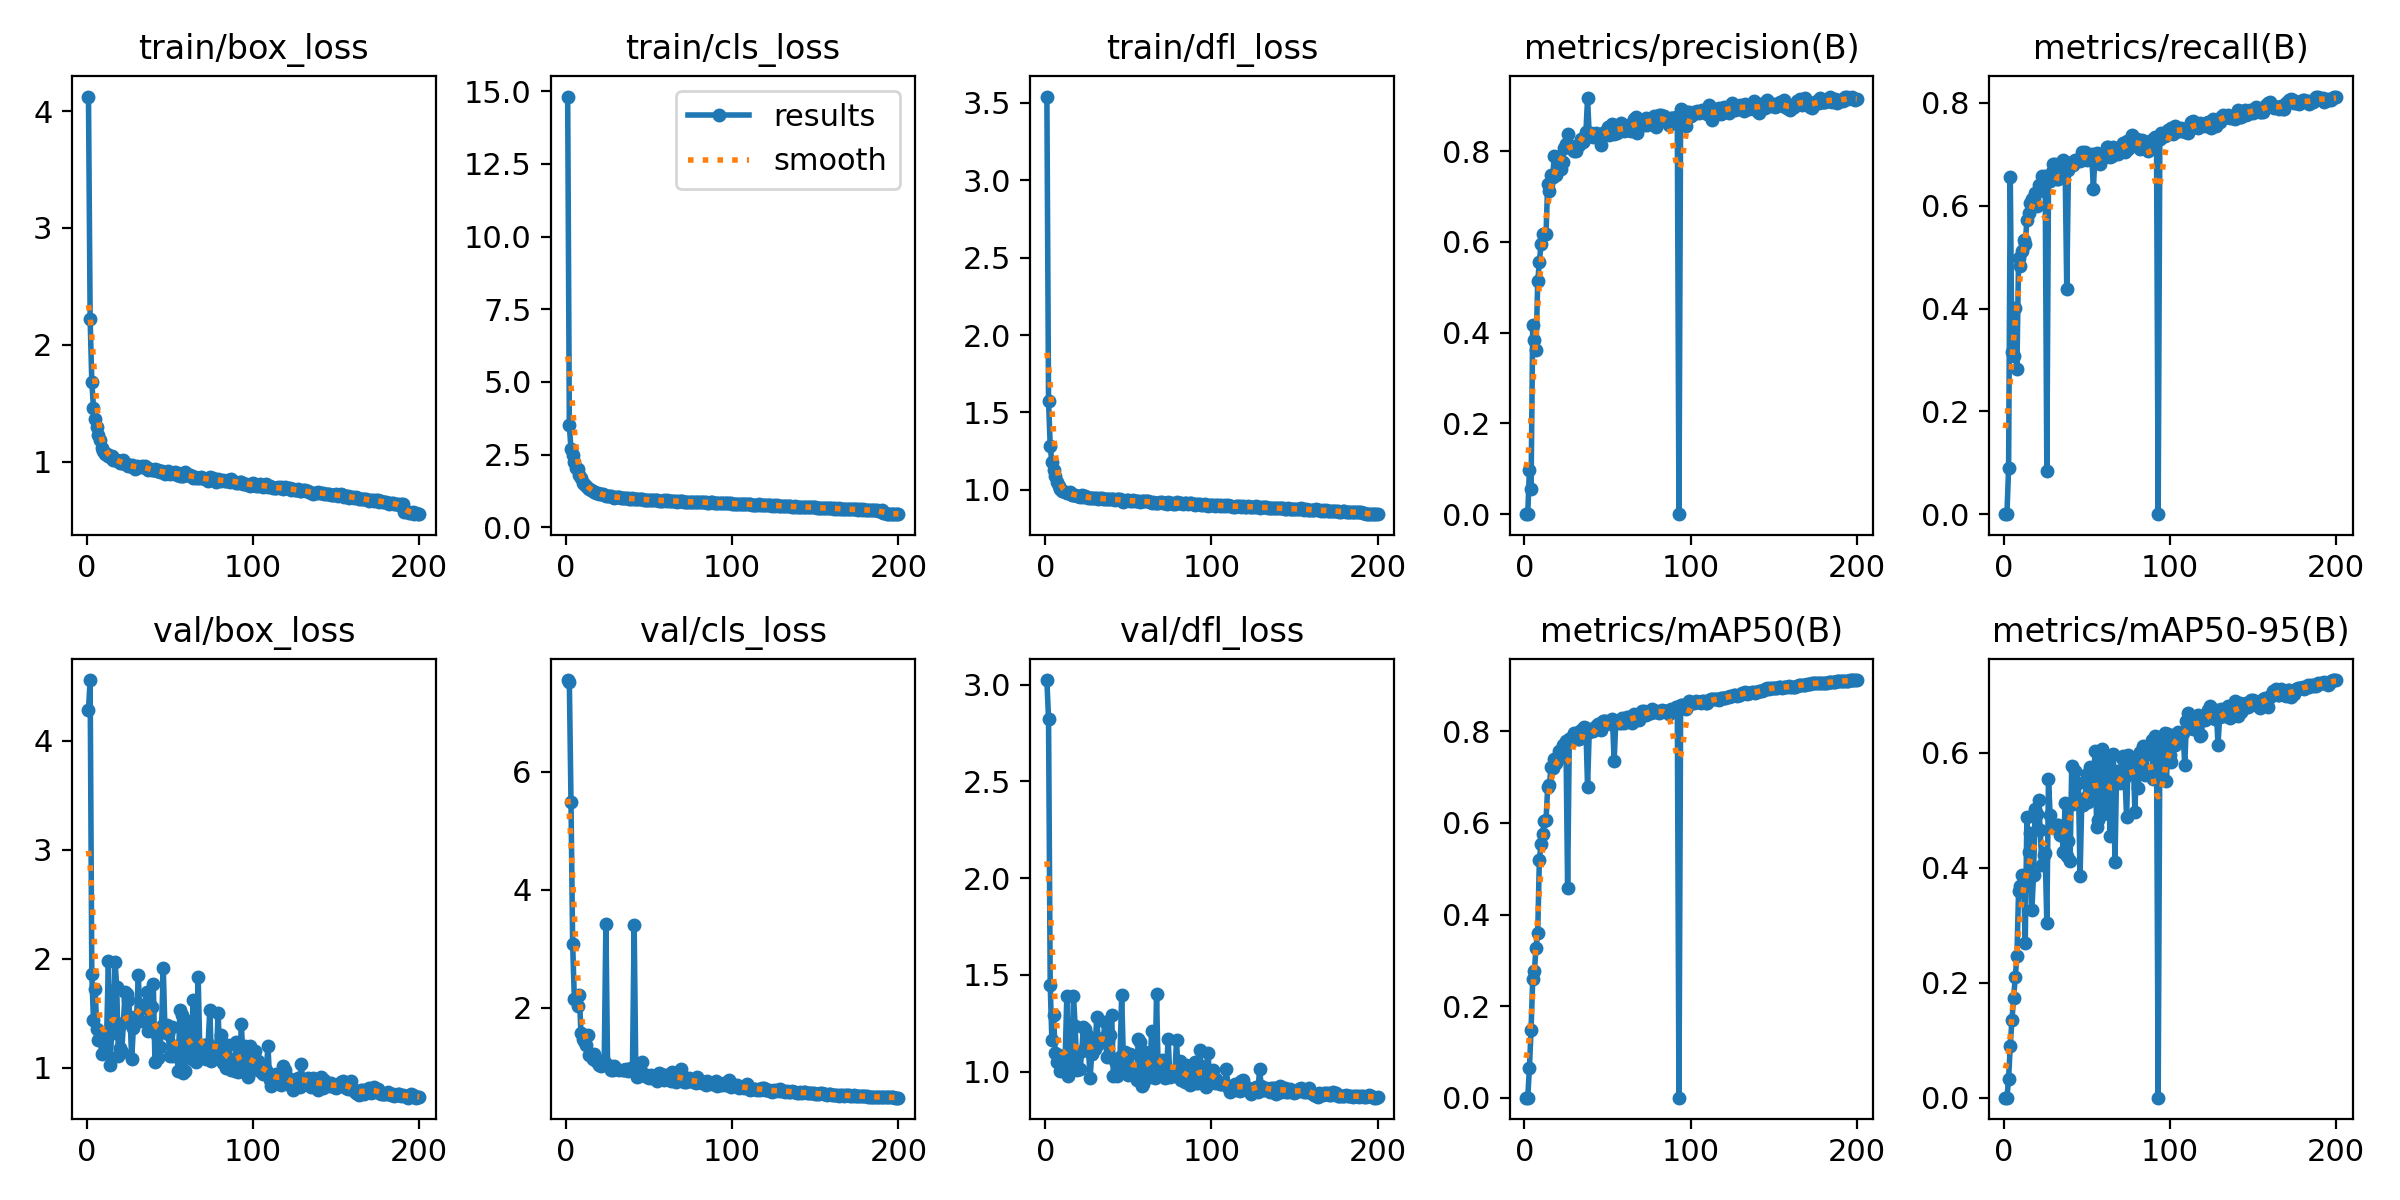 train/box_loss
4
3
2
1
0 100 200
train/cls_loss
15.0
12.5
10.0
7.5
5.0
2.5
0.0
results
smooth
0 100 200
train/dfl_loss
3.5
3.0
2.5
2.0
1.5
1.0
0 100 200
metrics/precision(B)
0.8
0.6
0.4
0.2
0.0
0 100 200
metrics/recall(B)
0.8
0.6
0.4
0.2
0.0
0 100 200
val/box_loss
4
3
2
1
0 100 200
val/cls_loss
6
4
2
0 100 200
val/dfl_loss
3.0
2.5
2.0
1.5
1.0
0 100 200
metrics/mAP50(B)
0.8
0.6
0.4
0.2
0.0
0 100 200
metrics/mAP50-95(B)
0.6
0.4
0.2
0.0
0 100 200